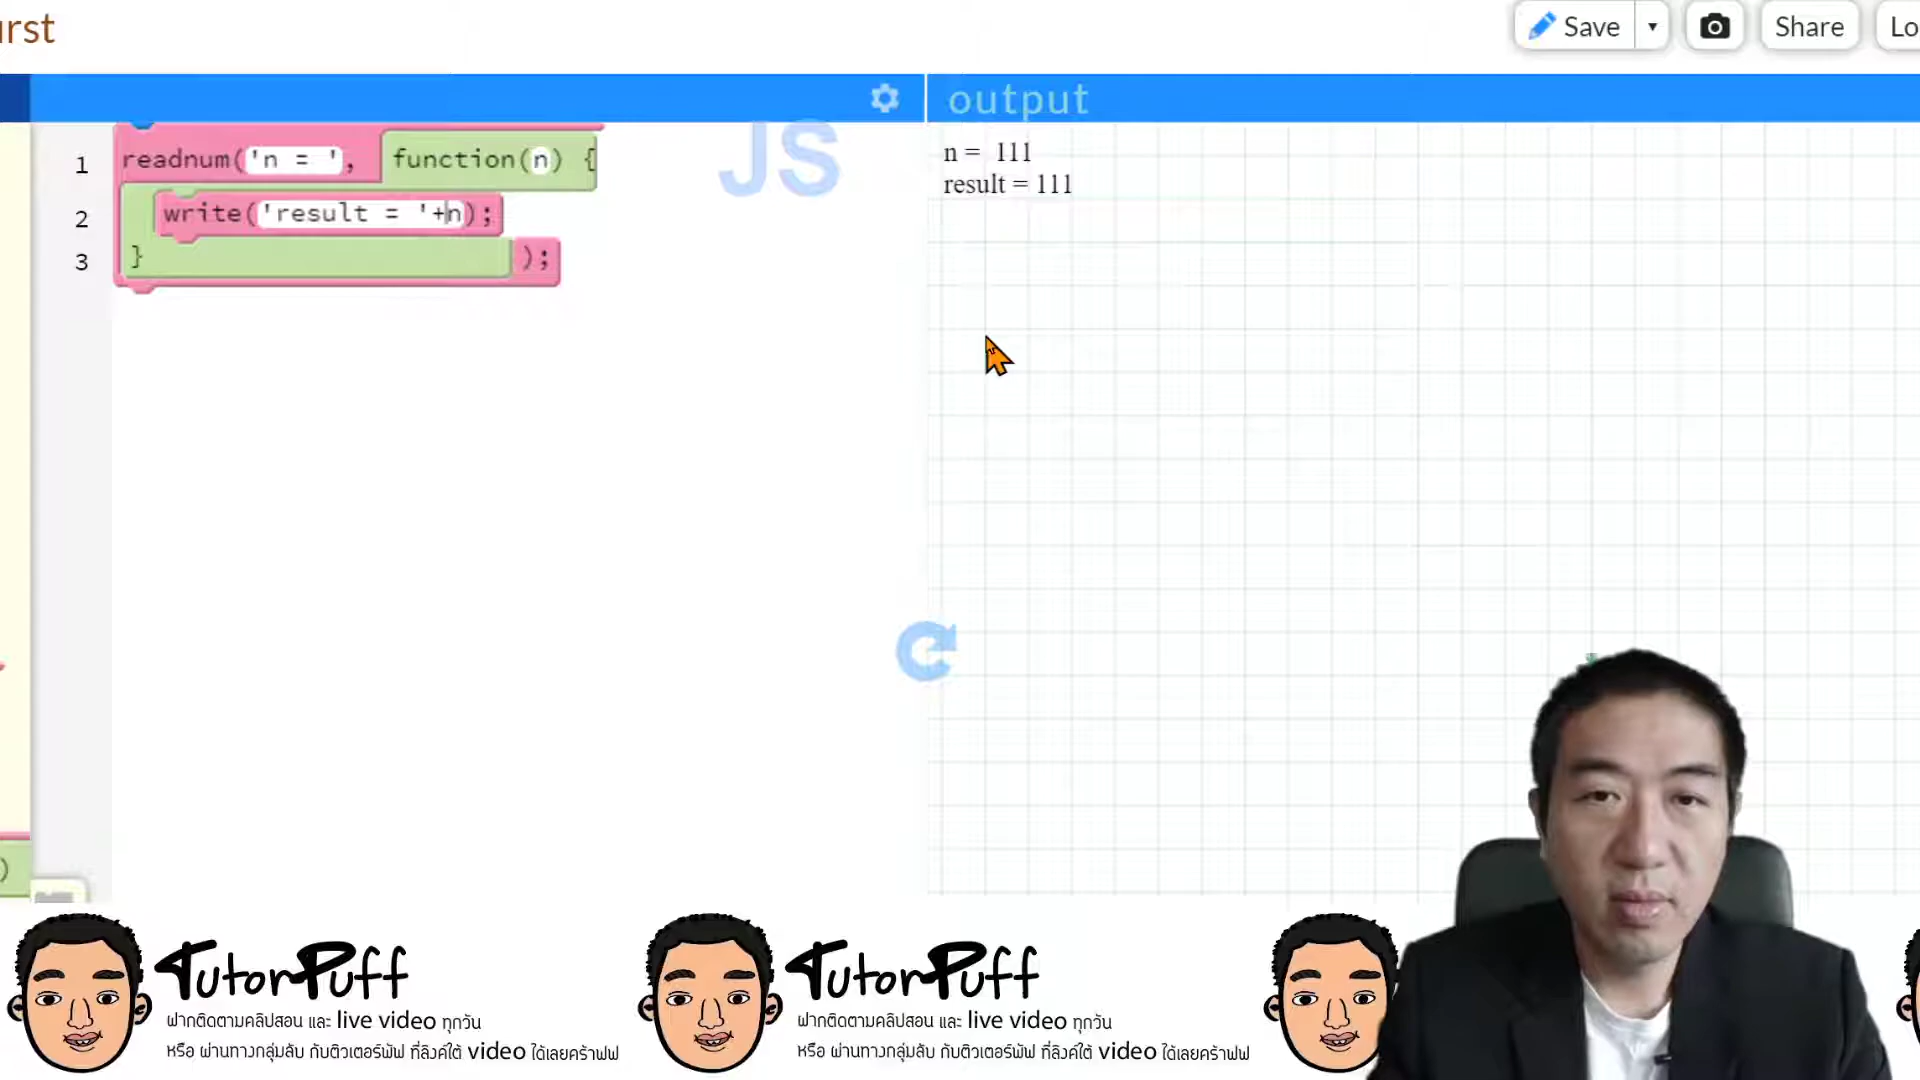 Save ▾
Share
output
JS
1 readnum('n = ', function(n) {
2 write('result = '+n);
3 } );
n = 111
result = 111
)
TutorPuff
ฝากติดตามคลิปสอน และ live video ทุกวัน
หรือ ผ่านทางกลุ่มลับ กับติวเตอร์พัฟ ที่ลิงค์ใต้ video ได้เลยคร้าฟฟ
TutorPuff
ฝากติดตามคลิปสอน และ live video ทุกวัน
หรือ ผ่านทางกลุ่มลับ กับติวเตอร์พัฟ ที่ลิงค์ใต้ video ได้เลยคร้าฟฟ